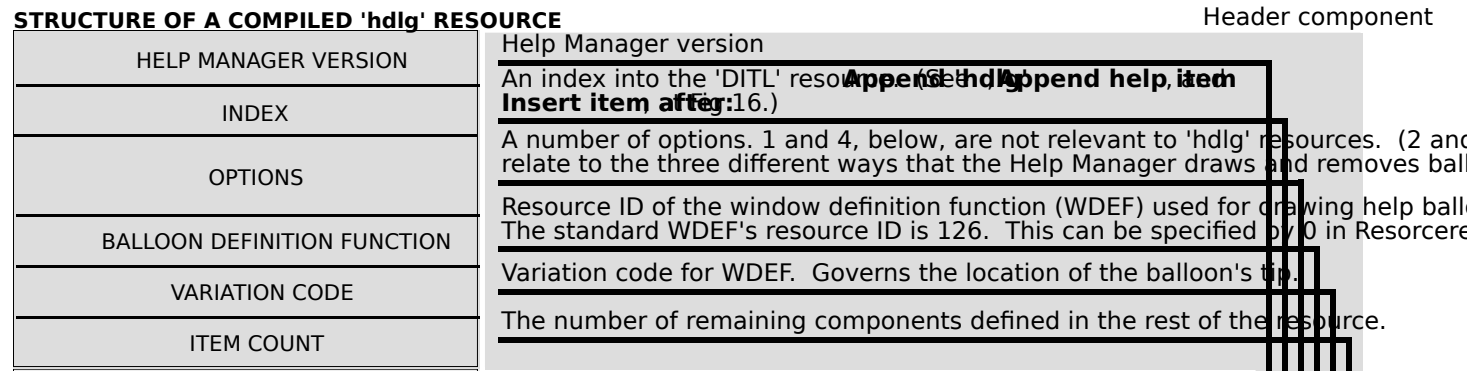 STRUCTURE OF A COMPILED 'hdlg' RESOURCE
Header component
HELP MANAGER VERSION
INDEX
OPTIONS
BALLOON DEFINITION FUNCTION
VARIATION CODE
ITEM COUNT
Help Manager version
An index into the 'DITL' resource. (See Append 'hdlg', Append help item, and
Insert item after: at Fig 16.)
A number of options. 1 and 4, below, are not relevant to 'hdlg' resources. (2 and
relate to the three different ways that the Help Manager draws and removes
Resource ID of the window definition function (WDEF) used for drawing help
The standard WDEF's resource ID is 126. This can be specified by 0 in
Variation code for WDEF. Governs the location of the balloon's tip.
The number of remaining components defined in the rest of the resource.